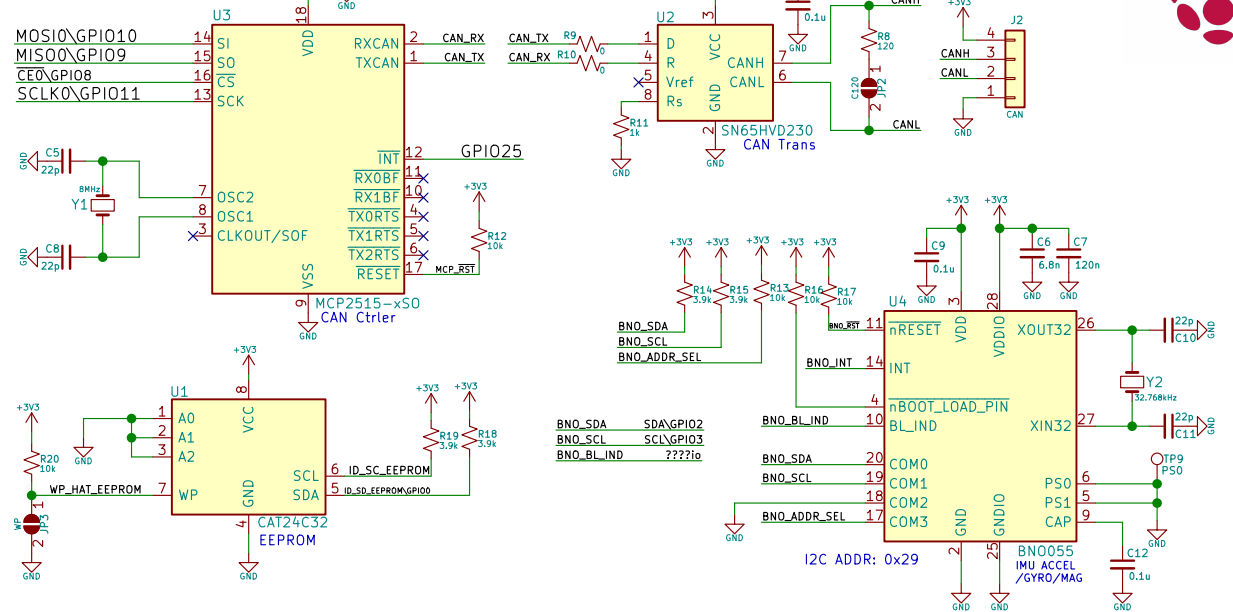 U3
GND
18
VDD
MOSI0\GPIO10
14
SI
MISO0\GPIO9
15
SO
CE0\GPIO8
16
CS
SCLK0\GPIO11
13
SCK
RXCAN
2
CAN_RX
TXCAN
1
CAN_TX
INT
12
GPIO25
RX0BF
11
RX1BF
10
TX0RTS
4
TX1RTS
5
TX2RTS
6
RESET
17
MCP_RST
+3V3
R12
10k
GND
C5
22p
8MHz
Y1
7
OSC2
8
OSC1
3
CLKOUT/SOF
GND
C8
22p
VSS
9
MCP2515-xSO
CAN Ctrler
GND
U2
3
VCC
0.1u
GND
CAN_TX
R9
0
1
D
CAN_RX
R10
0
4
R
5
Vref
8
Rs
CANH
7
CANL
6
R11
1k
GND
GND
2
SN65HVD230
CAN Trans
GND
CANH
R8
120
1
C120
JP2
2
CANL
+3V3
J2
4
CANH
3
CANL
2
1
CAN
GND
+3V3
U1
8
VCC
1
A0
2
A1
3
A2
GND
+3V3
R20
10k
WP_HAT_EEPROM
7
WP
1
WP
JP3
2
GND
SCL
6
ID_SC_EEPROM
SDA
5
ID_SD_EEPROM\GPIO0
+3V3
+3V3
R19
3.9k
R18
3.9k
GND
4
CAT24C32
EEPROM
GND
+3V3
+3V3
+3V3
+3V3
+3V3
R14
3.9k
R15
3.9k
R13
10k
R16
10k
R17
10k
BNO_SDA
BNO_SCL
BNO_ADDR_SEL
BNO_SDA
SDA\GPIO2
BNO_SCL
SCL\GPIO3
BNO_BL_IND
????io
+3V3
+3V3
C9
0.1u
GND
C6
6.8n
GND
C7
120n
GND
U4
3
VDD
28
VDDIO
BNO_RST
11
nRESET
BNO_INT
14
INT
4
nBOOT_LOAD_PIN
BNO_BL_IND
10
BL_IND
BNO_SDA
20
COM0
BNO_SCL
19
COM1
18
COM2
BNO_ADDR_SEL
17
COM3
GND
XOUT32
26
22p
C10
GND
Y2
32.768kHz
XIN32
27
22p
C11
GND
TP9
PS0
PS0
6
PS1
5
CAP
9
GND
C12
0.1u
GND
GND
2
GNDIO
25
BNO055
IMU ACCEL
/GYRO/MAG
I2C ADDR: 0x29
GND
GND